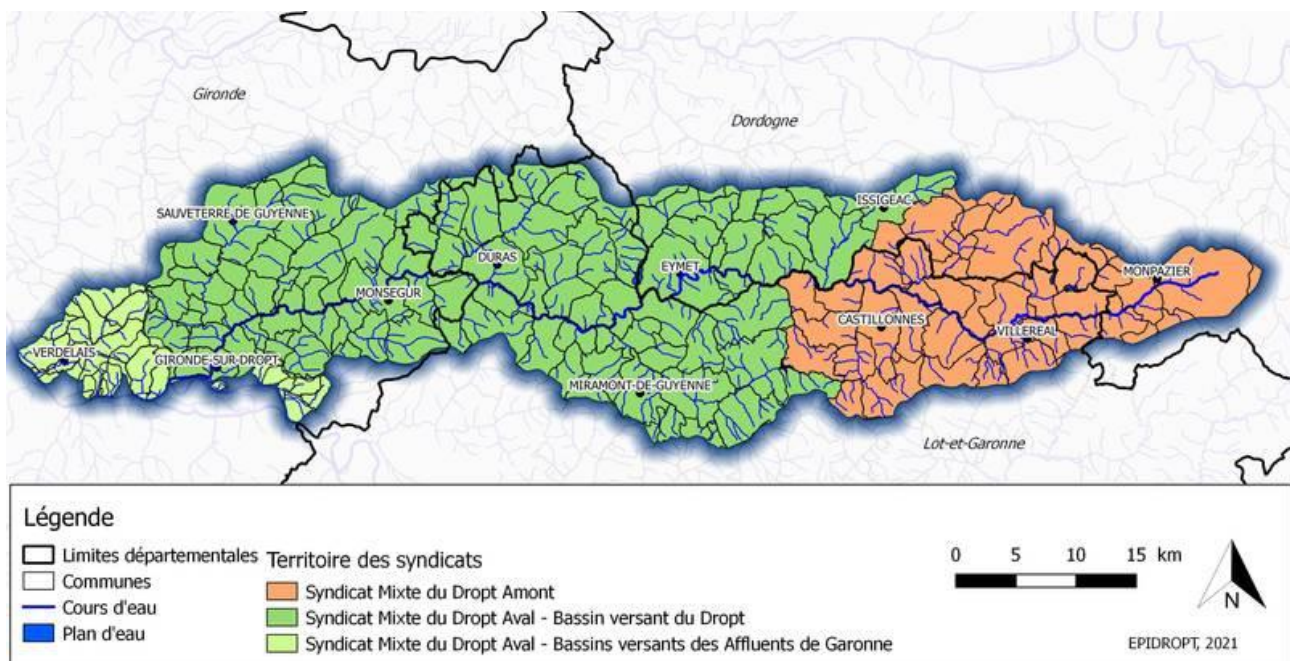 Gironde
Dordogne
ISSIGEAC
SAUVETERRE DE GUYENNE
DURAS
EYMET
MONPAZIER
MONSEGUR
CASTILLONNES
VILLEREAL
VERDELAIS
GIRONDE-SUR-DROPT
MIRAMONT-DE-GUYENNE
Lot-et-Garonne
Légende
Limites départementales
Communes
Cours d'eau
Plan d'eau
Territoire des syndicats
Syndicat Mixte du Dropt Amont
Syndicat Mixte du Dropt Aval - Bassin versant du Dropt
Syndicat Mixte du Dropt Aval - Bassins versants des Affluents de Garonne
0 5 10 15 km
N
EPIDROPT, 2021